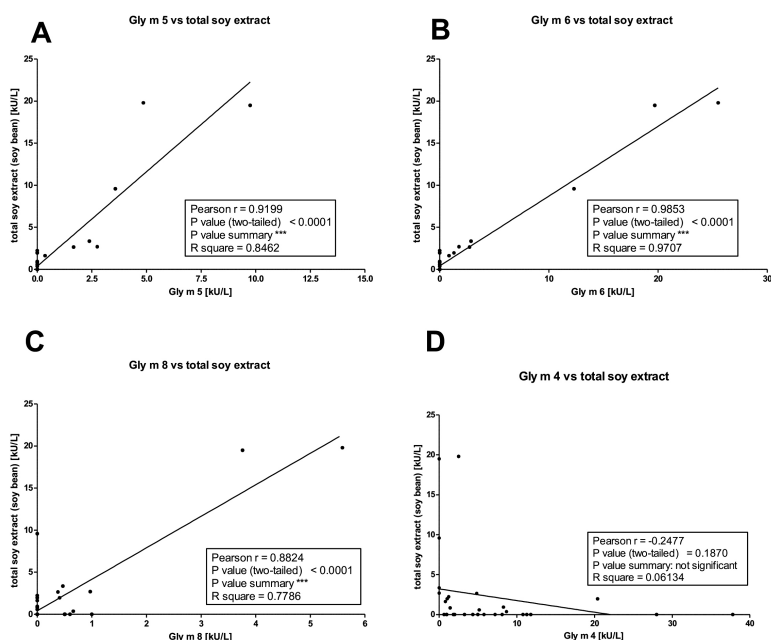 A
Gly m 5 vs total soy extract
total soy extract (soy bean) [kU/L]
25
20
15
10
5
0
Pearson r = 0.9199
P value (two-tailed) < 0.0001
P value summary ***
R square = 0.8462
0.0 2.5 5.0 7.5 10.0 12.5 15.0
Gly m 5 [kU/L]
B
Gly m 6 vs total soy extract
total soy extract (soy bean) [kU/L]
25
20
15
10
5
0
Pearson r = 0.9853
P value (two-tailed) < 0.0001
P value summary ***
R square = 0.9707
0 10 20 30
Gly m 6 [kU/L]
C
Gly m 8 vs total soy extract
total soy extract (soy bean) [kU/L]
25
20
15
10
5
0
Pearson r = 0.8824
P value (two-tailed) < 0.0001
P value summary ***
R square = 0.7786
0 1 2 3 4 5 6
Gly m 8 [kU/L]
D
Gly m 4 vs total soy extract
total soy extract (soy bean) [kU/L]
25
20
15
10
5
0
Pearson r = -0.2477
P value (two-tailed) = 0.1870
P value summary: not significant
R square = 0.06134
0 10 20 30 40
Gly m 4 [kU/L]